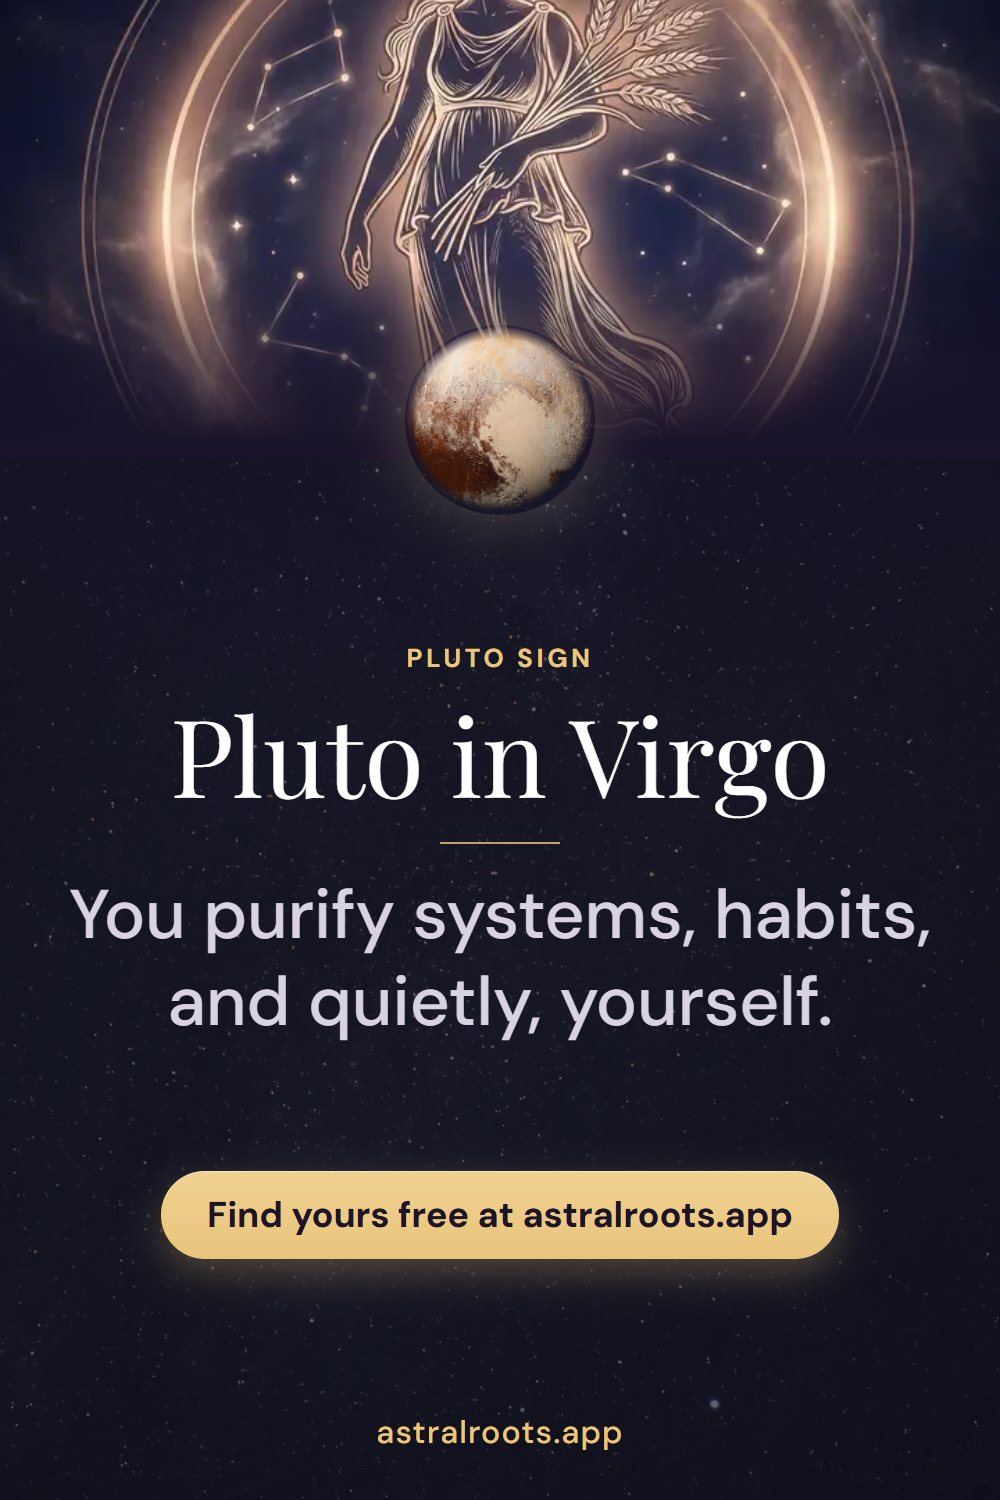 PLUTO SIGN
Pluto in Virgo
You purify systems, habits,
and quietly, yourself.
Find yours free at astralroots.app
astralroots.app